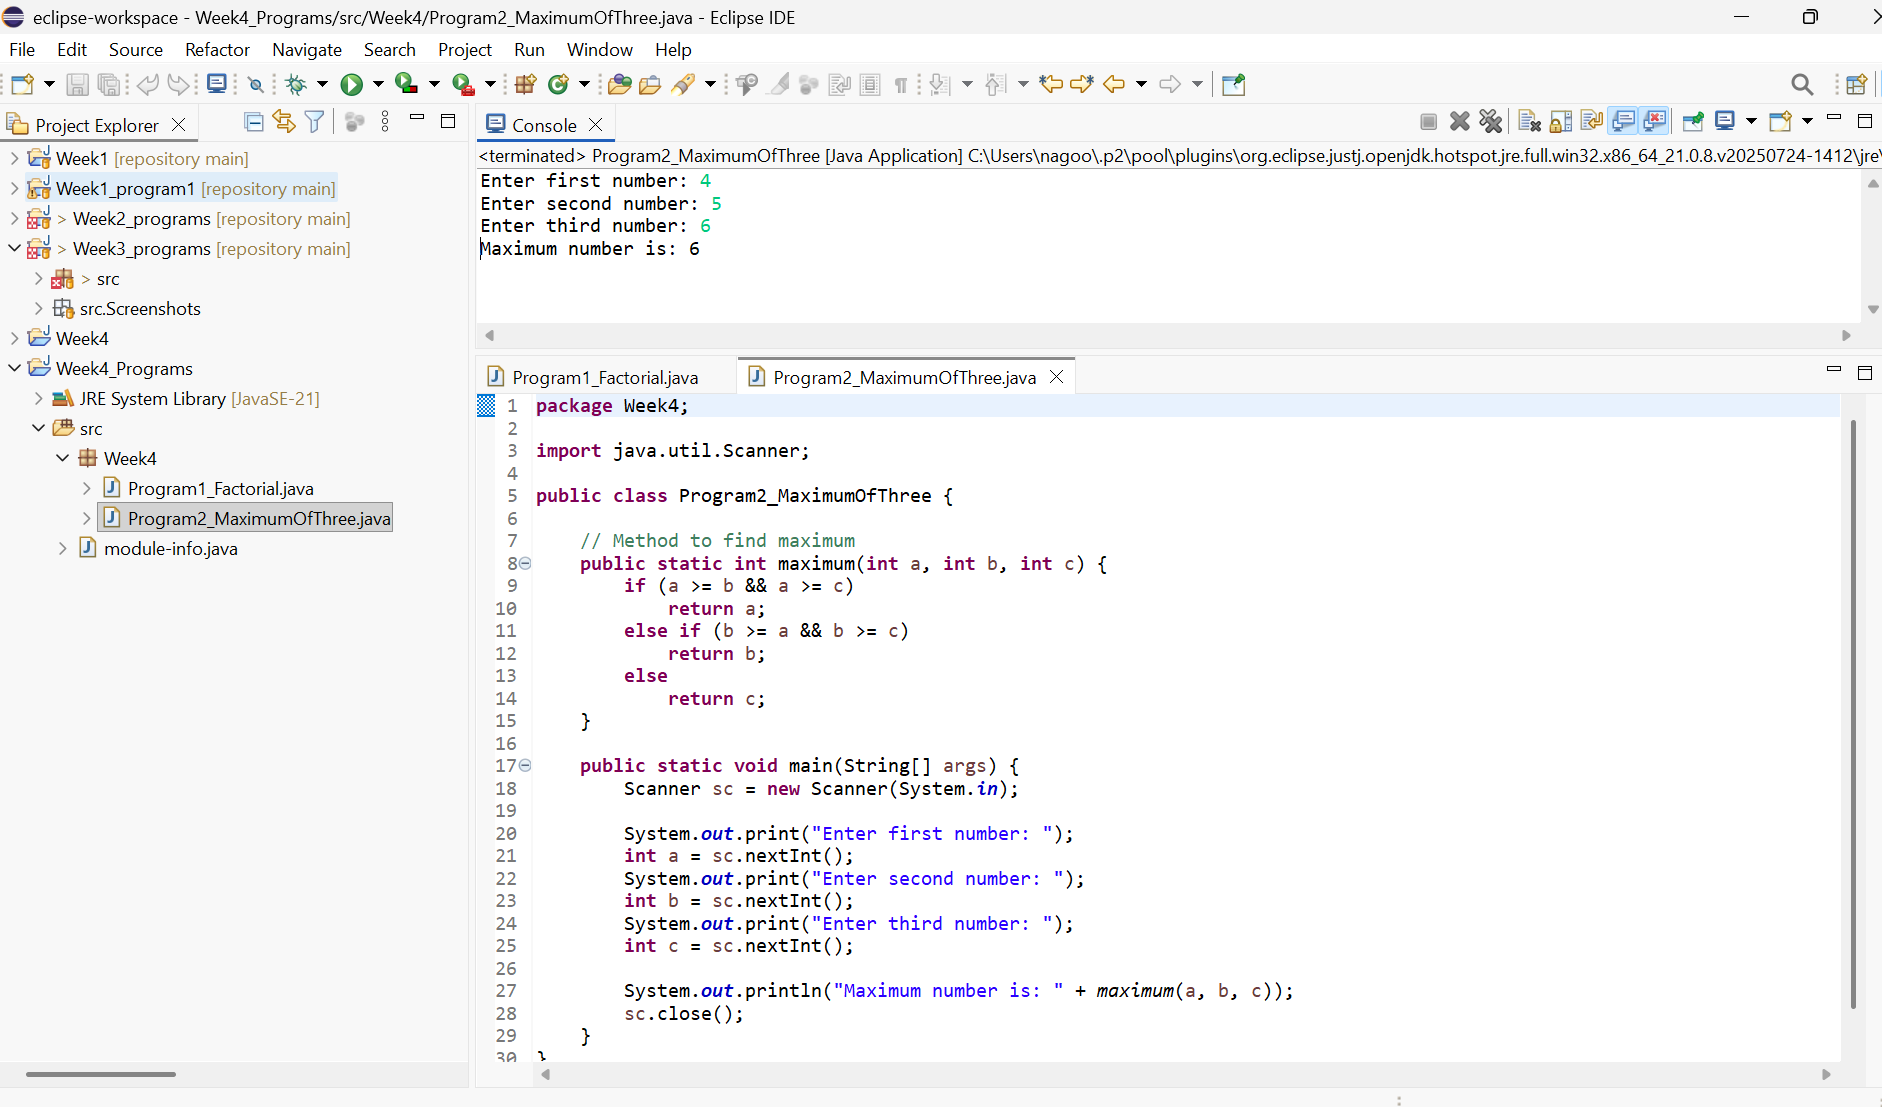 eclipse-workspace - Week4_Programs/src/Week4/Program2_MaximumOfThree.java - Eclipse IDE
File Edit Source Refactor Navigate Search Project Run Window Help
Project Explorer
Week1 [repository main]
Week1_program1 [repository main]
> Week2_programs [repository main]
> Week3_programs [repository main]
> src
src.Screenshots
Week4
Week4_Programs
JRE System Library [JavaSE-21]
src
Week4
Program1_Factorial.java
Program2_MaximumOfThree.java
module-info.java
Console
<terminated> Program2_MaximumOfThree [Java Application] C:\Users\nagoo\.p2\pool\plugins\org.eclipse.justj.openjdk.hotspot.jre.full.win32.x86_64_21.0.8.v20250724-1412\jre\
Enter first number: 4
Enter second number: 5
Enter third number: 6
Maximum number is: 6
Program1_Factorial.java Program2_MaximumOfThree.java
1 package Week4;
2
3 import java.util.Scanner;
4
5 public class Program2_MaximumOfThree {
6
7 // Method to find maximum
8 public static int maximum(int a, int b, int c) {
9 if (a >= b && a >= c)
10 return a;
11 else if (b >= a && b >= c)
12 return b;
13 else
14 return c;
15 }
16
17 public static void main(String[] args) {
18 Scanner sc = new Scanner(System.in);
19
20 System.out.print("Enter first number: ");
21 int a = sc.nextInt();
22 System.out.print("Enter second number: ");
23 int b = sc.nextInt();
24 System.out.print("Enter third number: ");
25 int c = sc.nextInt();
26
27 System.out.println("Maximum number is: " + maximum(a, b, c));
28 sc.close();
29 }
30 }